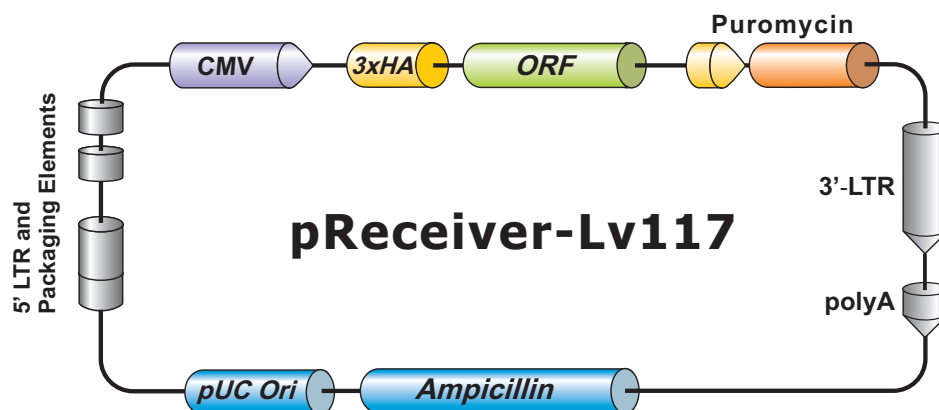 Puromycin
CMV
3xHA
ORF
5' LTR and
Packaging Elements
3'-LTR
pReceiver-Lv117
polyA
pUC Ori
Ampicillin